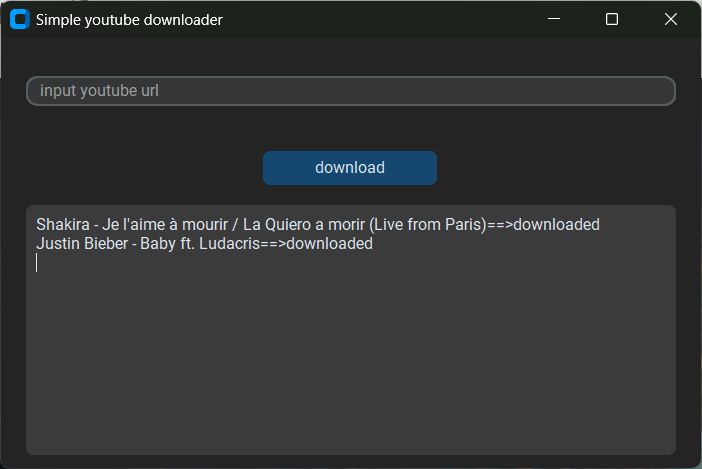 Simple youtube downloader
input youtube url
download
Shakira - Je l'aime à mourir / La Quiero a morir (Live from Paris)==>downloaded
Justin Bieber - Baby ft. Ludacris==>downloaded